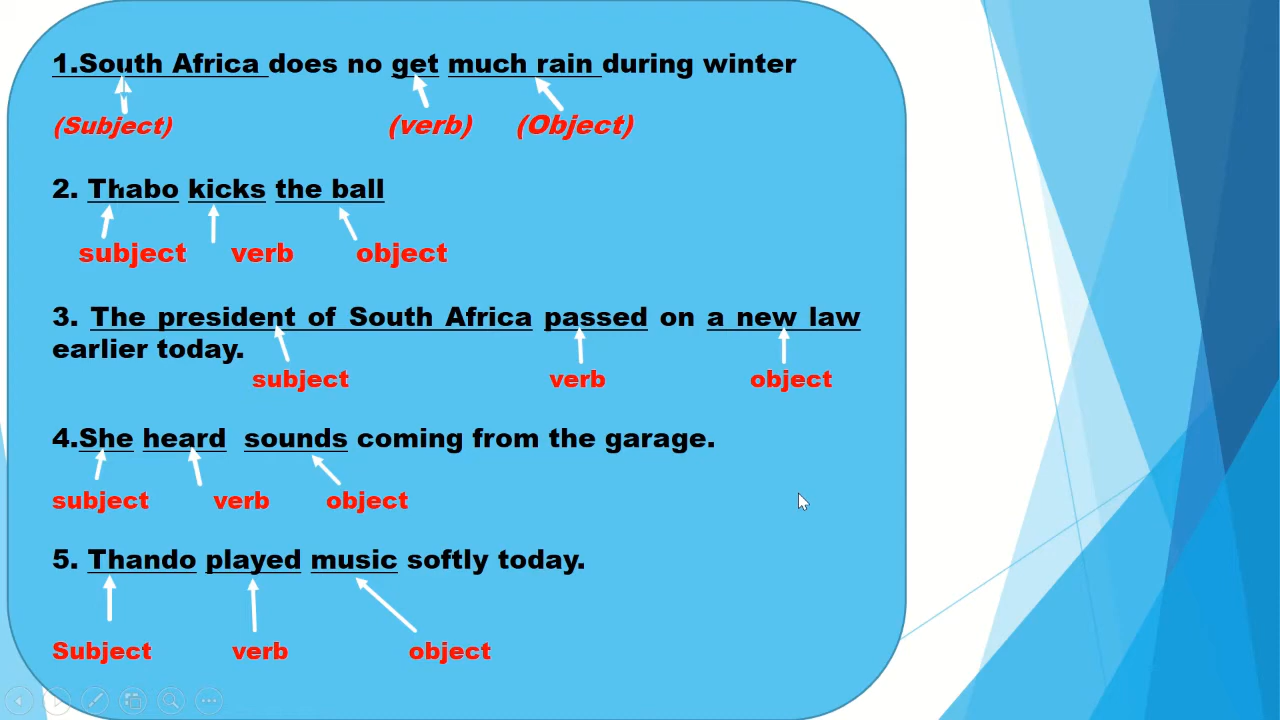 1.South Africa does no get much rain during winter
(Subject) (verb) (Object)
2. Thabo kicks the ball
subject verb object
3. The president of South Africa passed on a new law
earlier today.
subject verb object
4.She heard sounds coming from the garage.
subject verb object
5. Thando played music softly today.
Subject verb object